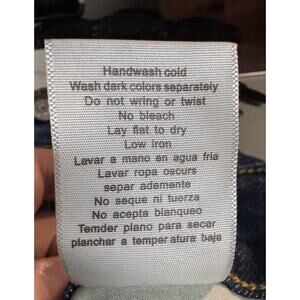 Handwash cold
Wash dark colors separately
Do not wring or twist
No bleach
Lay flat to dry
Low iron
Lavar a mano en agua fria
Lavar ropa oscurs
separ ademente
No seque ni tuerza
No acepta blanqueo
Temder plano para secar
planchar a temper atura baja